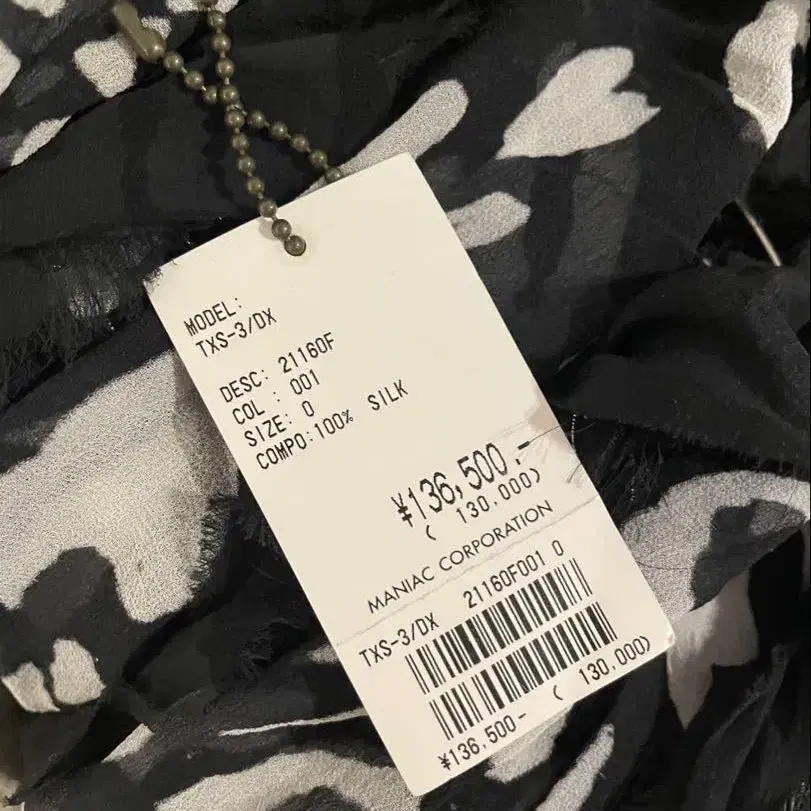 MODEL:
TXS-3/DX
DESC: 21160F
COL : 001
SIZE: 0
COMPO:100% SILK
¥136,500.-
( 130,000)
MANIAC CORPORATION
TXS-3/DX 21160F001 0
¥136,500- ( 130,000)